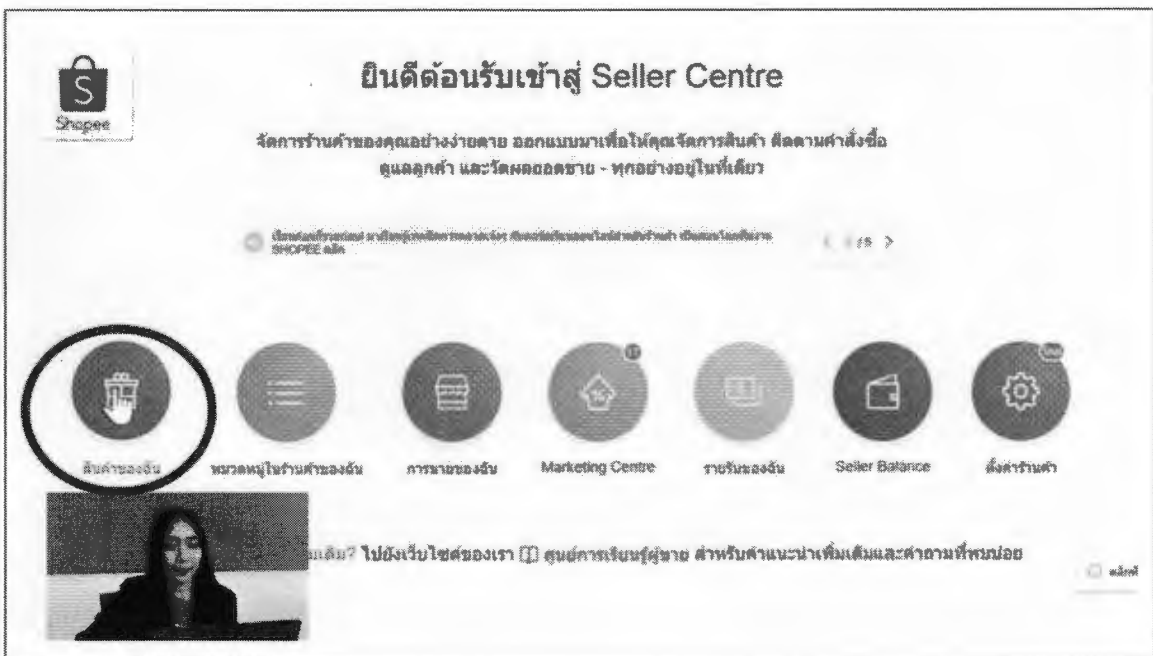 ยินดีต้อนรับเข้าสู่ Seller Centre
Shopee
จัดการร้านค้าของคุณอย่างง่ายดาย ออกแบบมาเพื่อให้คุณจัดการสินค้า ติดตามคำสั่งซื้อ
ดูแลลูกค้า และวัดผลยอดขาย - ทุกอย่างอยู่ในที่เดียว
SHOPEE คลิก
/5
สินค้าของฉัน
หมวดหมู่ในร้านค้าของฉัน
การขายของฉัน
Marketing Centre
รายรับของฉัน
Seller Balance
ตั้งค่าร้านค้า
เติม? ไปยังเว็บไซต์ของเรา ศูนย์การเรียนรู้ผู้ขาย สำหรับคำแนะนำเพิ่มเติมและคำถามที่พบบ่อย